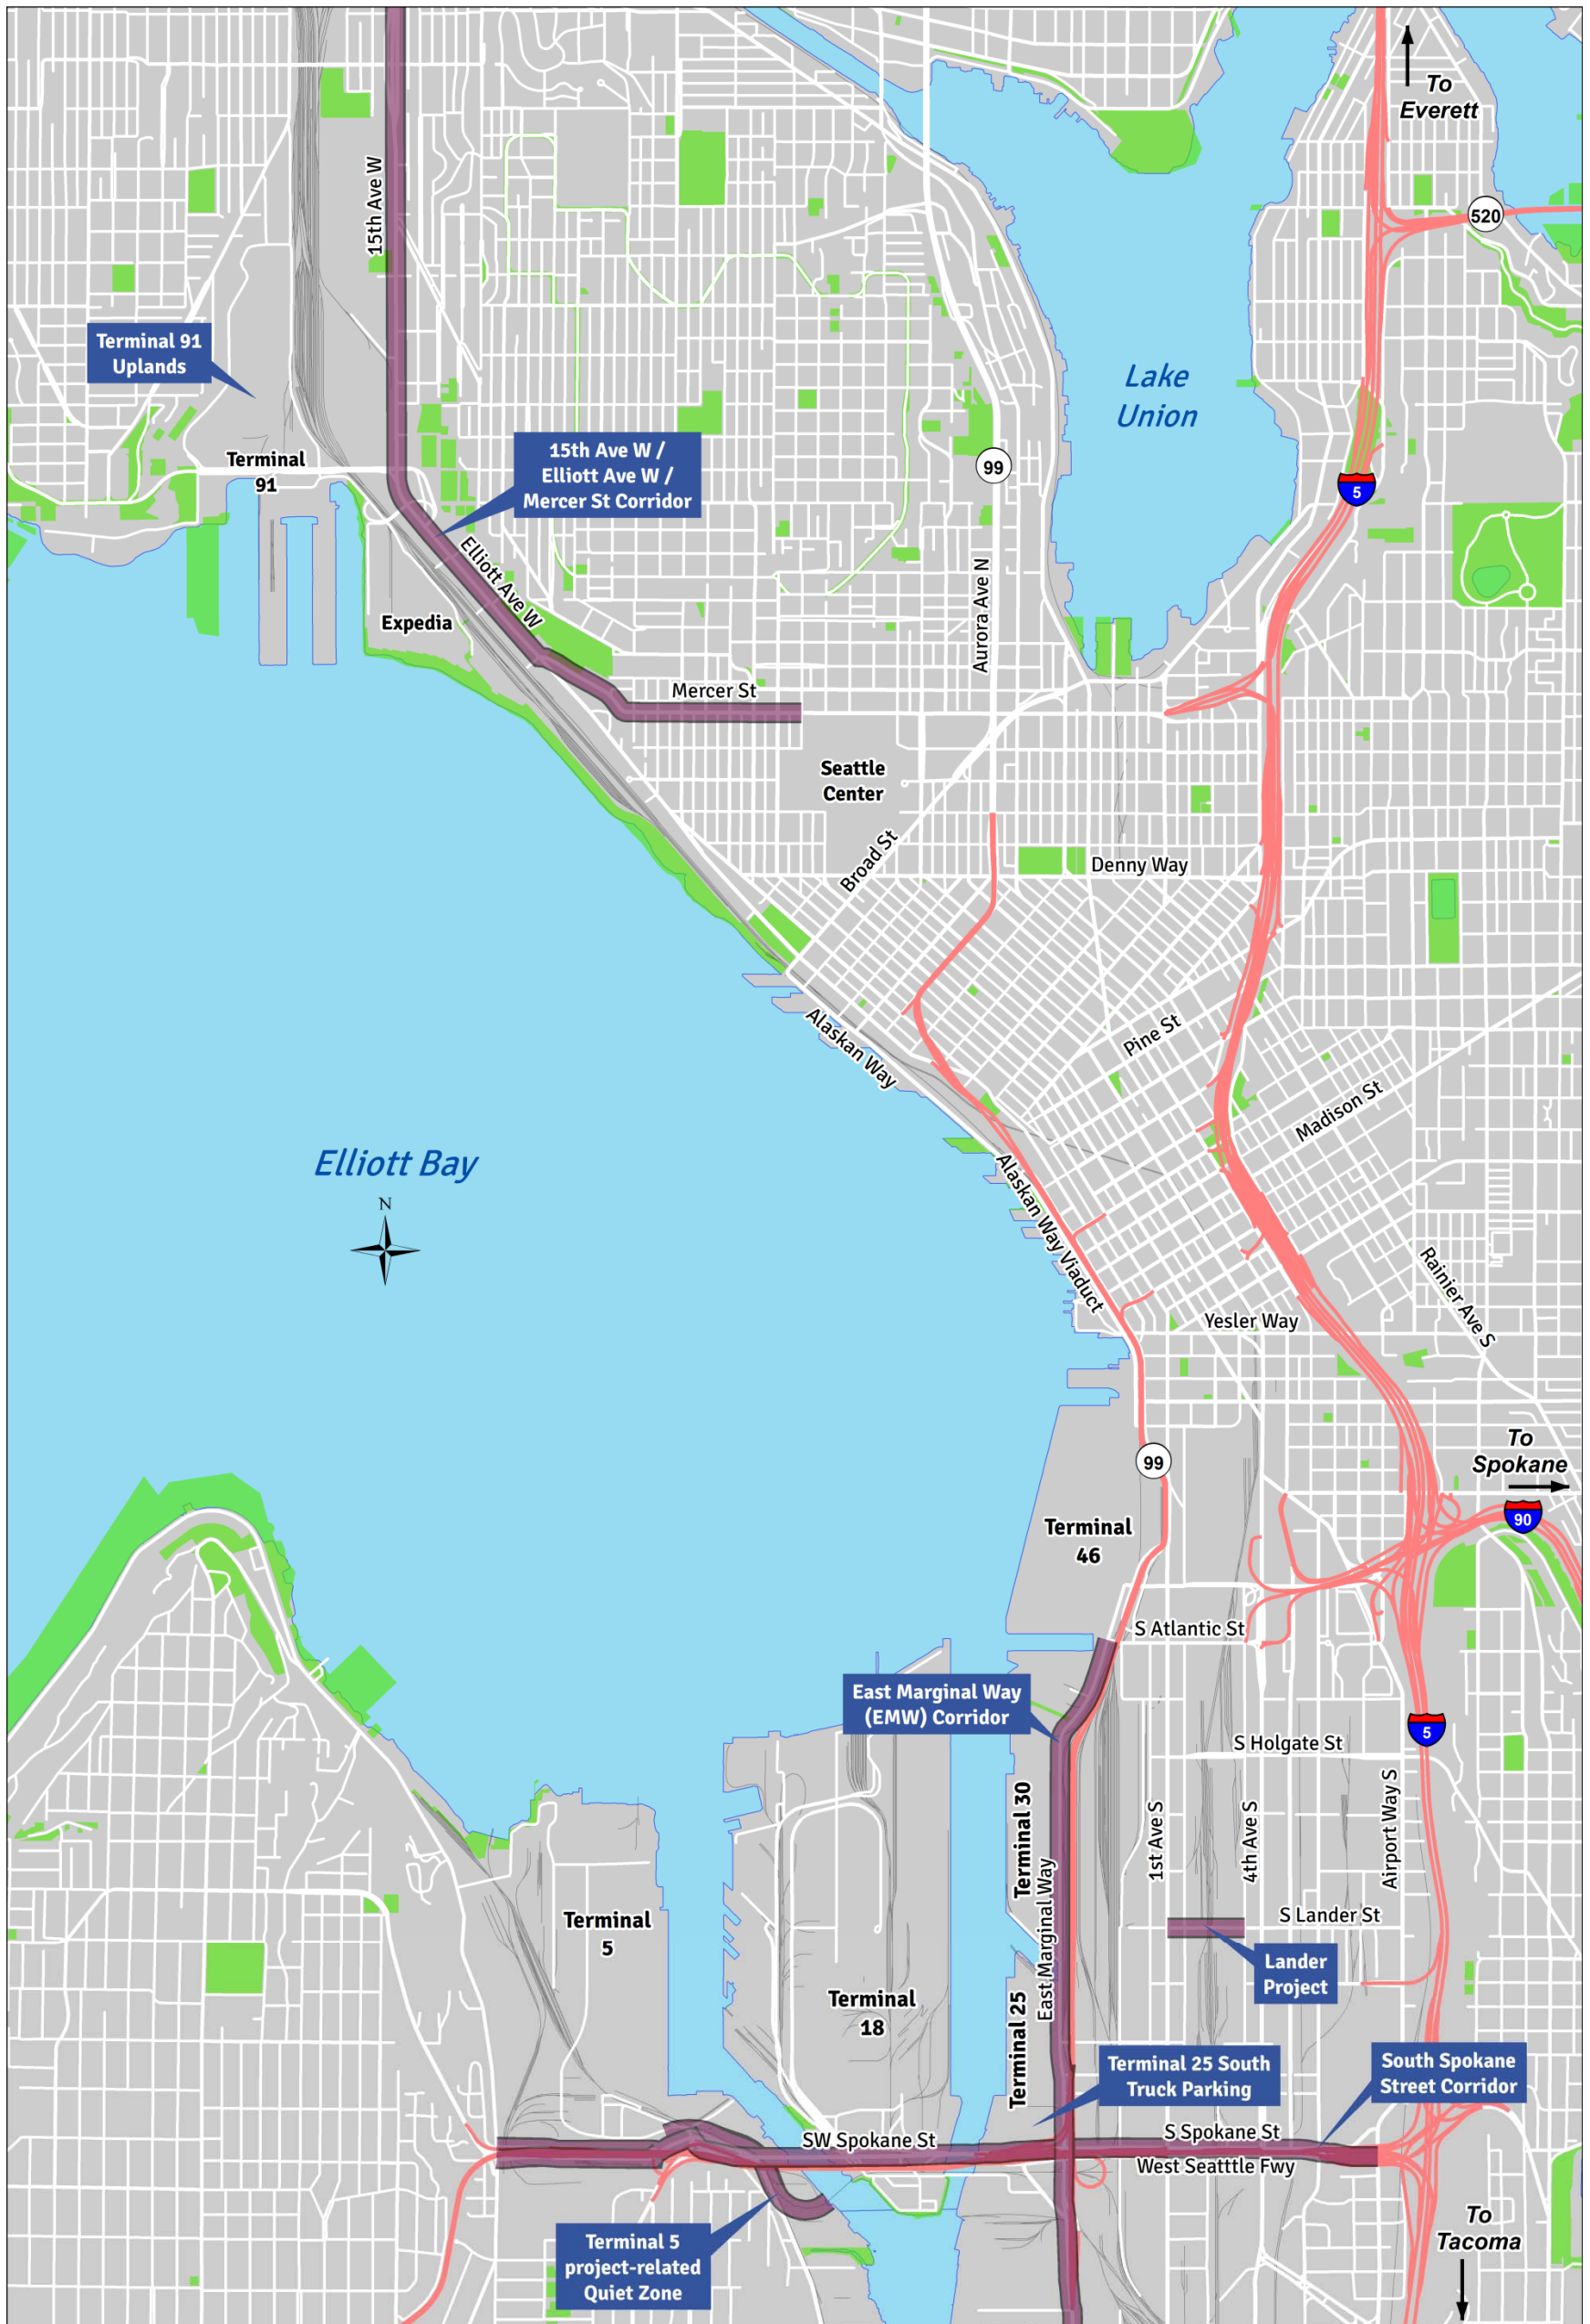 To
Everett
15th Ave W
520
Terminal 91
Uplands
Lake
Union
15th Ave W /
Elliott Ave W /
Mercer St Corridor
Terminal
91
99
5
Elliott Ave W
Aurora Ave N
Expedia
Mercer St
Seattle
Center
Broad St
Denny Way
Alaskan Way
Pine St
Madison St
Elliott Bay
N
Alaskan Way Viaduct
Rainier Ave S
Yesler Way
To
Spokane
99
90
Terminal
46
S Atlantic St
East Marginal Way
(EMW) Corridor
5
S Holgate St
Terminal 30
1st Ave S
4th Ave S
Airport Way S
East Marginal Way
Terminal
5
S Lander St
Lander
Project
Terminal
18
Terminal 25
Terminal 25 South
Truck Parking
South Spokane
Street Corridor
SW Spokane St
S Spokane St
West Seatttle Fwy
Terminal 5
project-related
Quiet Zone
To
Tacoma